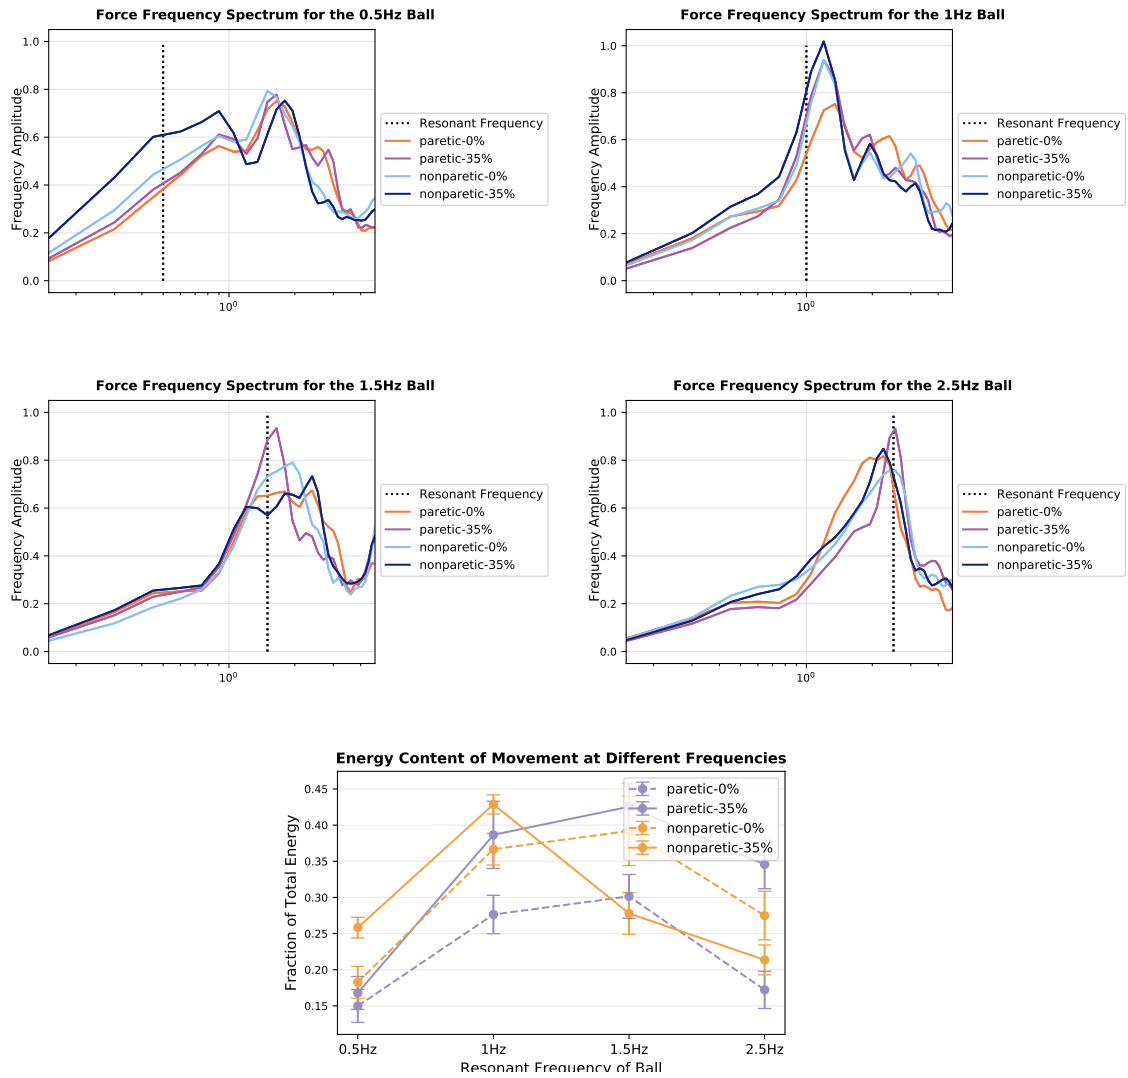 Force Frequency Spectrum for the 0.5Hz Ball
Frequency Amplitude
1.0
0.8
0.6
0.4
0.2
0.0
10⁰
Resonant Frequency
paretic-0%
paretic-35%
nonparetic-0%
nonparetic-35%
Force Frequency Spectrum for the 1Hz Ball
Frequency Amplitude
1.0
0.8
0.6
0.4
0.2
0.0
10⁰
Resonant Frequency
paretic-0%
paretic-35%
nonparetic-0%
nonparetic-35%
Force Frequency Spectrum for the 1.5Hz Ball
Frequency Amplitude
1.0
0.8
0.6
0.4
0.2
0.0
10⁰
Resonant Frequency
paretic-0%
paretic-35%
nonparetic-0%
nonparetic-35%
Force Frequency Spectrum for the 2.5Hz Ball
Frequency Amplitude
1.0
0.8
0.6
0.4
0.2
0.0
10⁰
Resonant Frequency
paretic-0%
paretic-35%
nonparetic-0%
nonparetic-35%
Energy Content of Movement at Different Frequencies
Fraction of Total Energy
0.45
0.40
0.35
0.30
0.25
0.20
0.15
paretic-0%
paretic-35%
nonparetic-0%
nonparetic-35%
0.5Hz 1Hz 1.5Hz 2.5Hz
Resonant Frequency of Ball